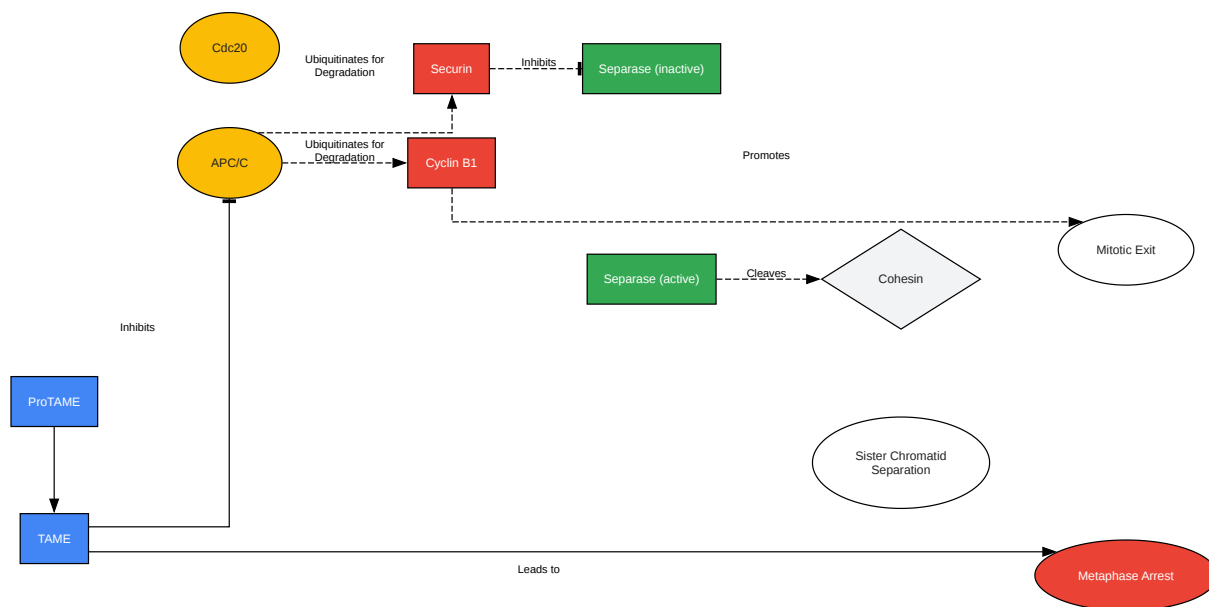 Cdc20
Ubiquitinates for
Degradation
Securin
Inhibits
Separase (inactive)
APC/C
Ubiquitinates for
Degradation
Cyclin B1
Promotes
Mitotic Exit
Separase (active)
Cleaves
Cohesin
Inhibits
ProTAME
Sister Chromatid
Separation
TAME
Leads to
Metaphase Arrest